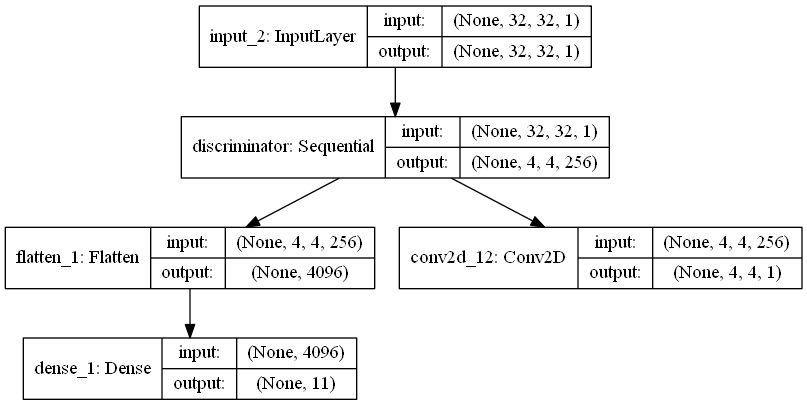 input_2: InputLayer
input: (None, 32, 32, 1)
output: (None, 32, 32, 1)
discriminator: Sequential
input: (None, 32, 32, 1)
output: (None, 4, 4, 256)
flatten_1: Flatten
input: (None, 4, 4, 256)
output: (None, 4096)
conv2d_12: Conv2D
input: (None, 4, 4, 256)
output: (None, 4, 4, 1)
dense_1: Dense
input: (None, 4096)
output: (None, 11)